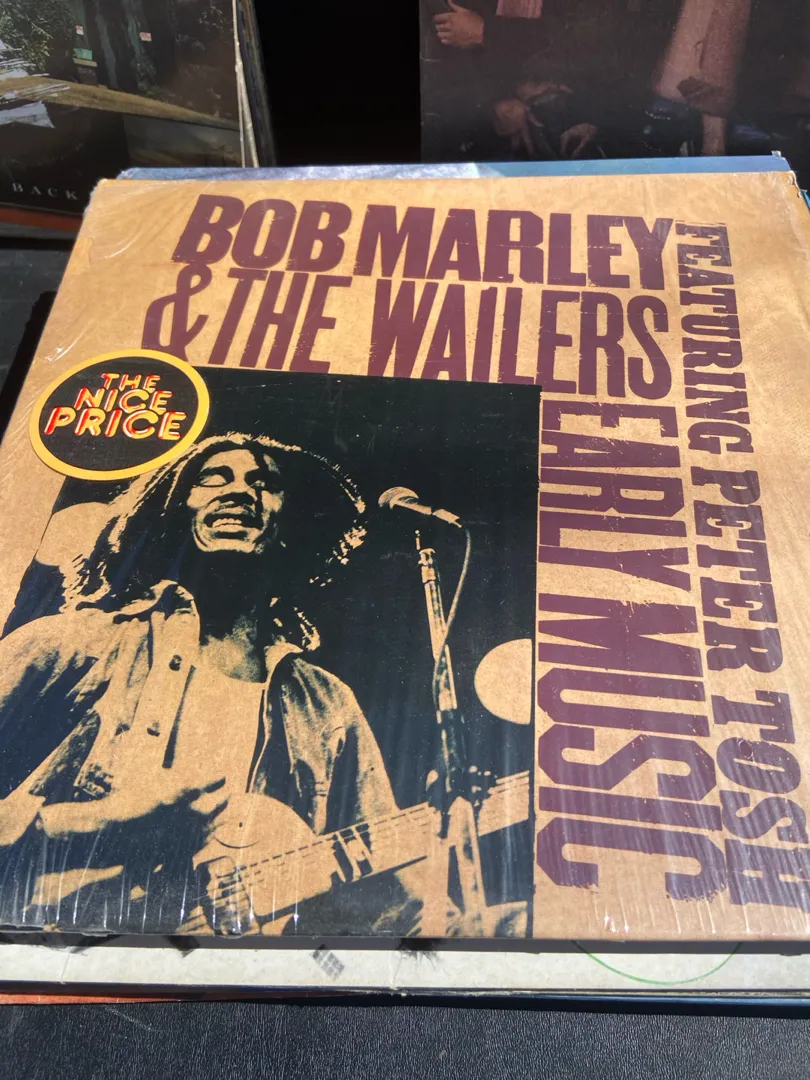 BACK
BOB MARLEY
& THE WAILERS
FEATURING PETER TOSH
EARLY MUSIC
THE
NICE
PRICE